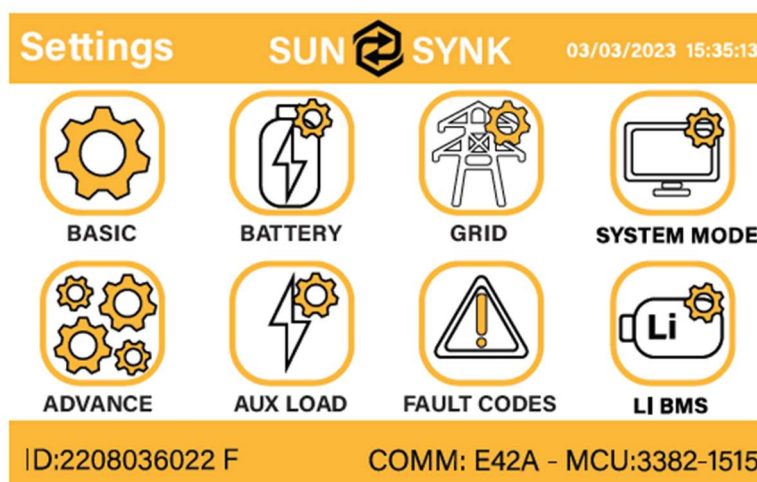 Settings SUN SYNK 03/03/2023 15:35:13
BASIC BATTERY GRID SYSTEM MODE
Li
ADVANCE AUX LOAD FAULT CODES LI BMS
ID:2208036022 F COMM: E42A - MCU:3382-1515